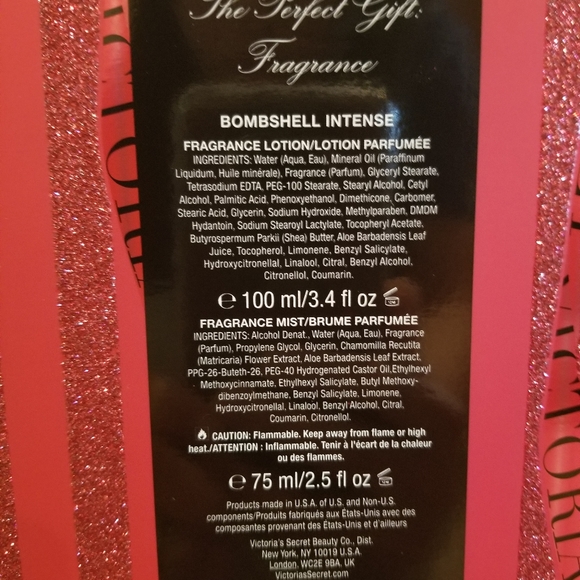 The Perfect Gift:
Fragrance
BOMBSHELL INTENSE
FRAGRANCE LOTION/LOTION PARFUMÉE
INGREDIENTS: Water (Aqua, Eau), Mineral Oil (Paraffinum
Liquidum, Huile minérale), Fragrance (Parfum), Glyceryl Stearate,
Tetrasodium EDTA, PEG-100 Stearate, Stearyl Alcohol, Cetyl
Alcohol, Palmitic Acid, Phenoxyethanol, Dimethicone, Carbomer,
Stearic Acid, Glycerin, Sodium Hydroxide, Methylparaben, DMDM
Hydantoin, Sodium Stearoyl Lactylate, Tocopheryl Acetate,
Butyrospermum Parkii (Shea) Butter, Aloe Barbadensis Leaf
Juice, Tocopherol, Limonene, Benzyl Salicylate,
Hydroxycitronellal, Linalool, Citral, Benzyl Alcohol,
Citronellol, Coumarin.
℮ 100 ml/3.4 fl oz
FRAGRANCE MIST/BRUME PARFUMÉE
INGREDIENTS: Alcohol Denat., Water (Aqua, Eau), Fragrance
(Parfum), Propylene Glycol, Glycerin, Chamomilla Recutita
(Matricaria) Flower Extract, Aloe Barbadensis Leaf Extract,
PPG-26-Buteth-26, PEG-40 Hydrogenated Castor Oil,Ethylhexyl
Methoxycinnamate, Ethylhexyl Salicylate, Butyl Methoxy-
dibenzoylmethane, Benzyl Salicylate, Limonene,
Hydroxycitronellal, Linalool, Benzyl Alcohol, Citral,
Coumarin, Citronellol.
CAUTION: Flammable. Keep away from flame or high
heat./ATTENTION : Inflammable. Tenir à l'écart de la chaleur
ou des flammes.
℮ 75 ml/2.5 fl oz
Products made in U.S.A. of U.S. and Non-U.S.
components/Produits fabriqués aux États-Unis avec des
composantes provenant des États-Unis et d'ailleurs
Victoria's Secret Beauty Co., Dist.
New York, NY 10019 U.S.A.
London, WC2E 9BA, UK
VictoriasSecret.com
VICTORIA